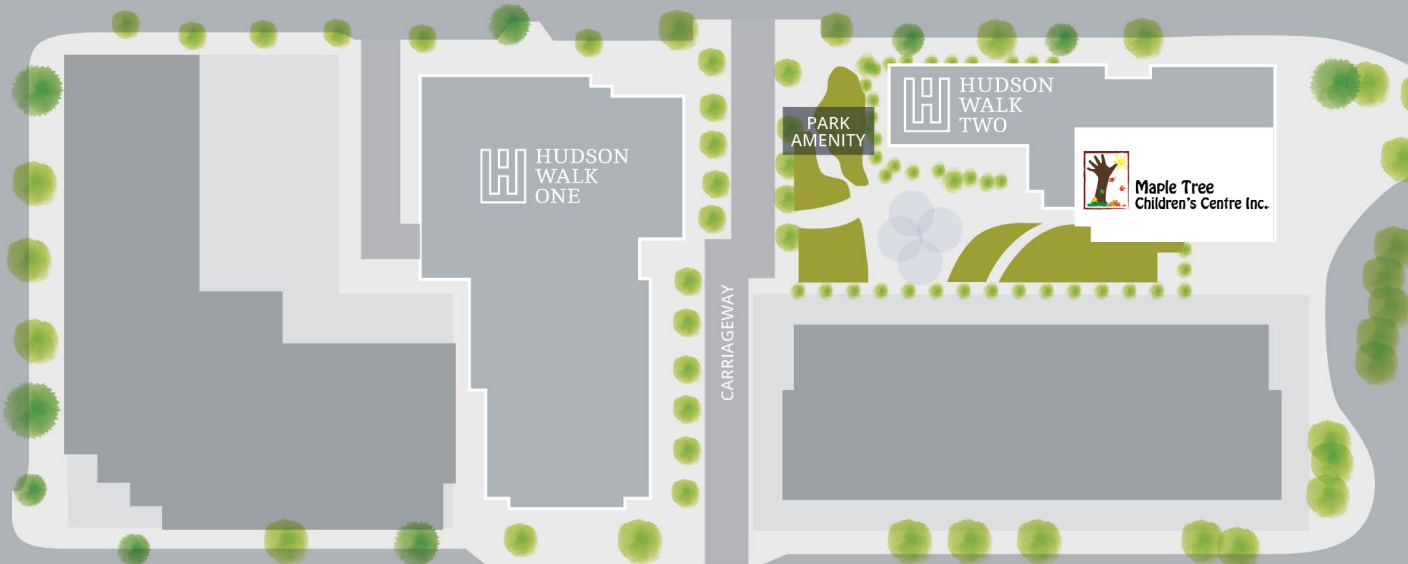 HUDSON
WALK
ONE
PARK
AMENITY
HUDSON
WALK
TWO
Maple Tree
Children's Centre Inc.
CARRIAGEWAY